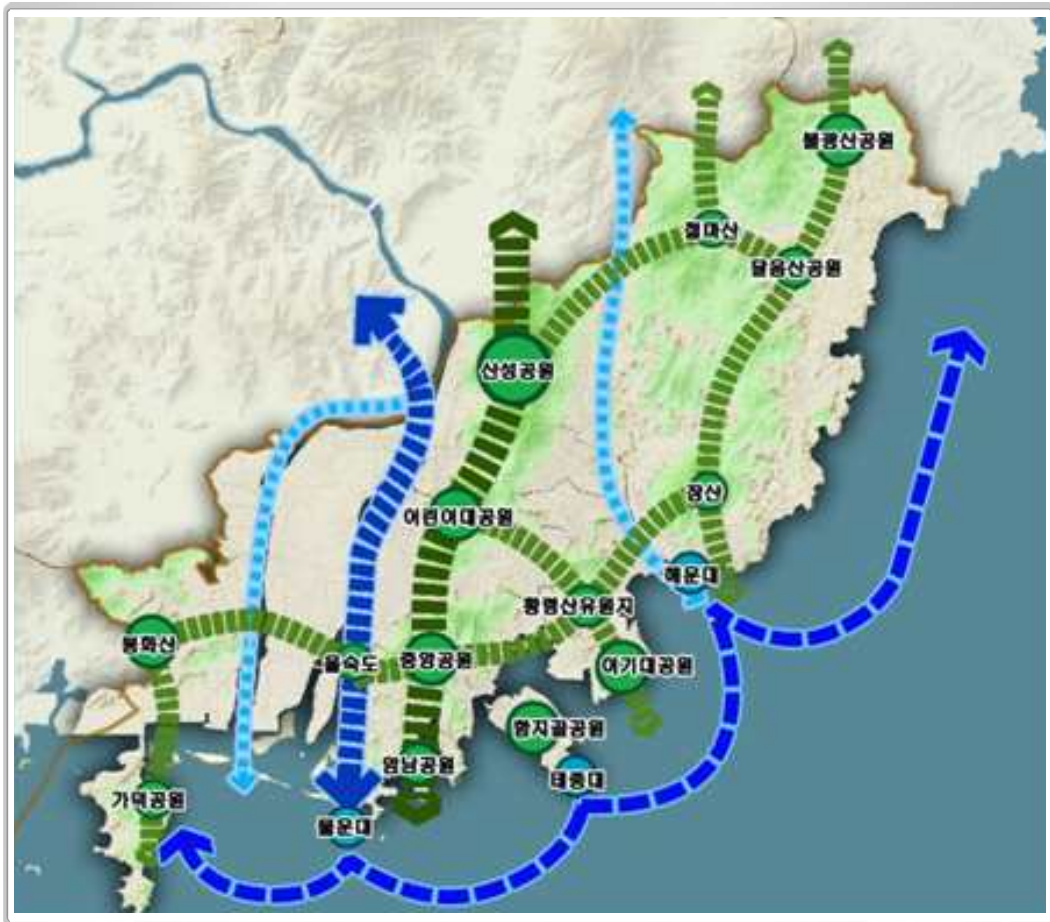 불광산공원
철마산
달음산공원
산성공원
장산
어린이대공원
해운대
황령산유원지
봉화산
을숙도
중앙공원
이기대공원
함지골공원
암남공원
태종대
가덕공원
몰운대